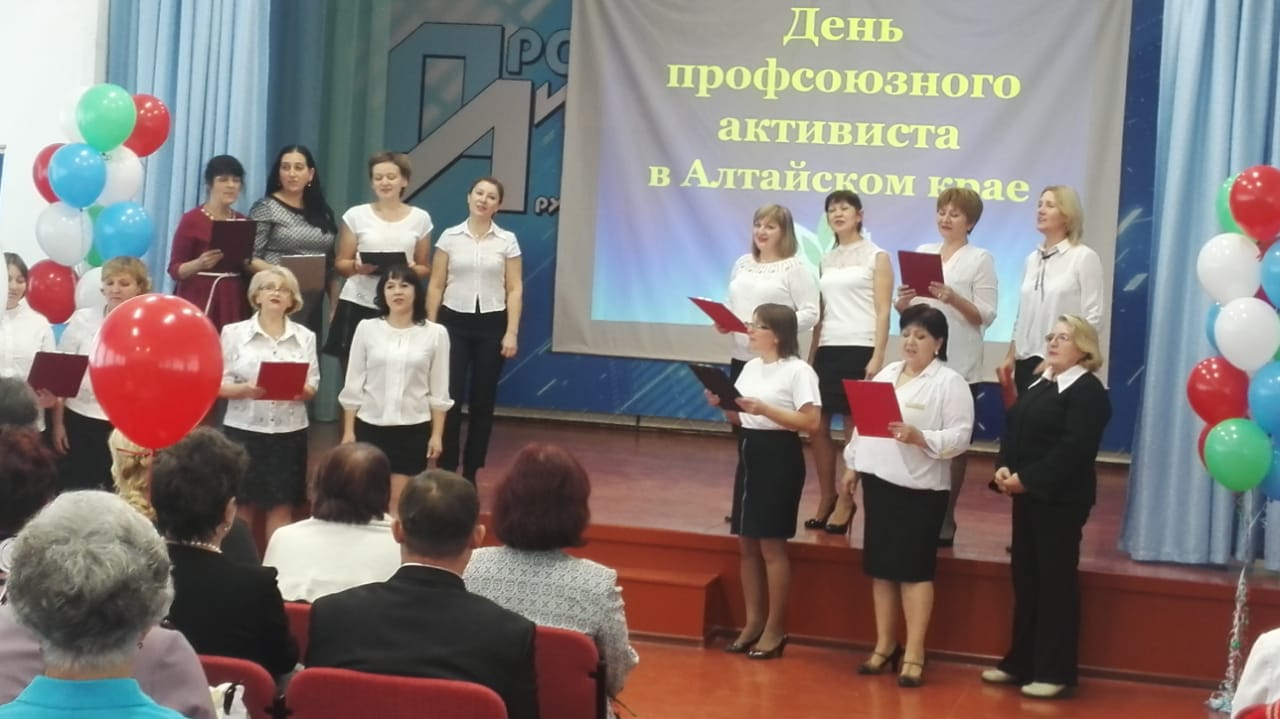 День
профсоюзного
активиста
в Алтайском крае